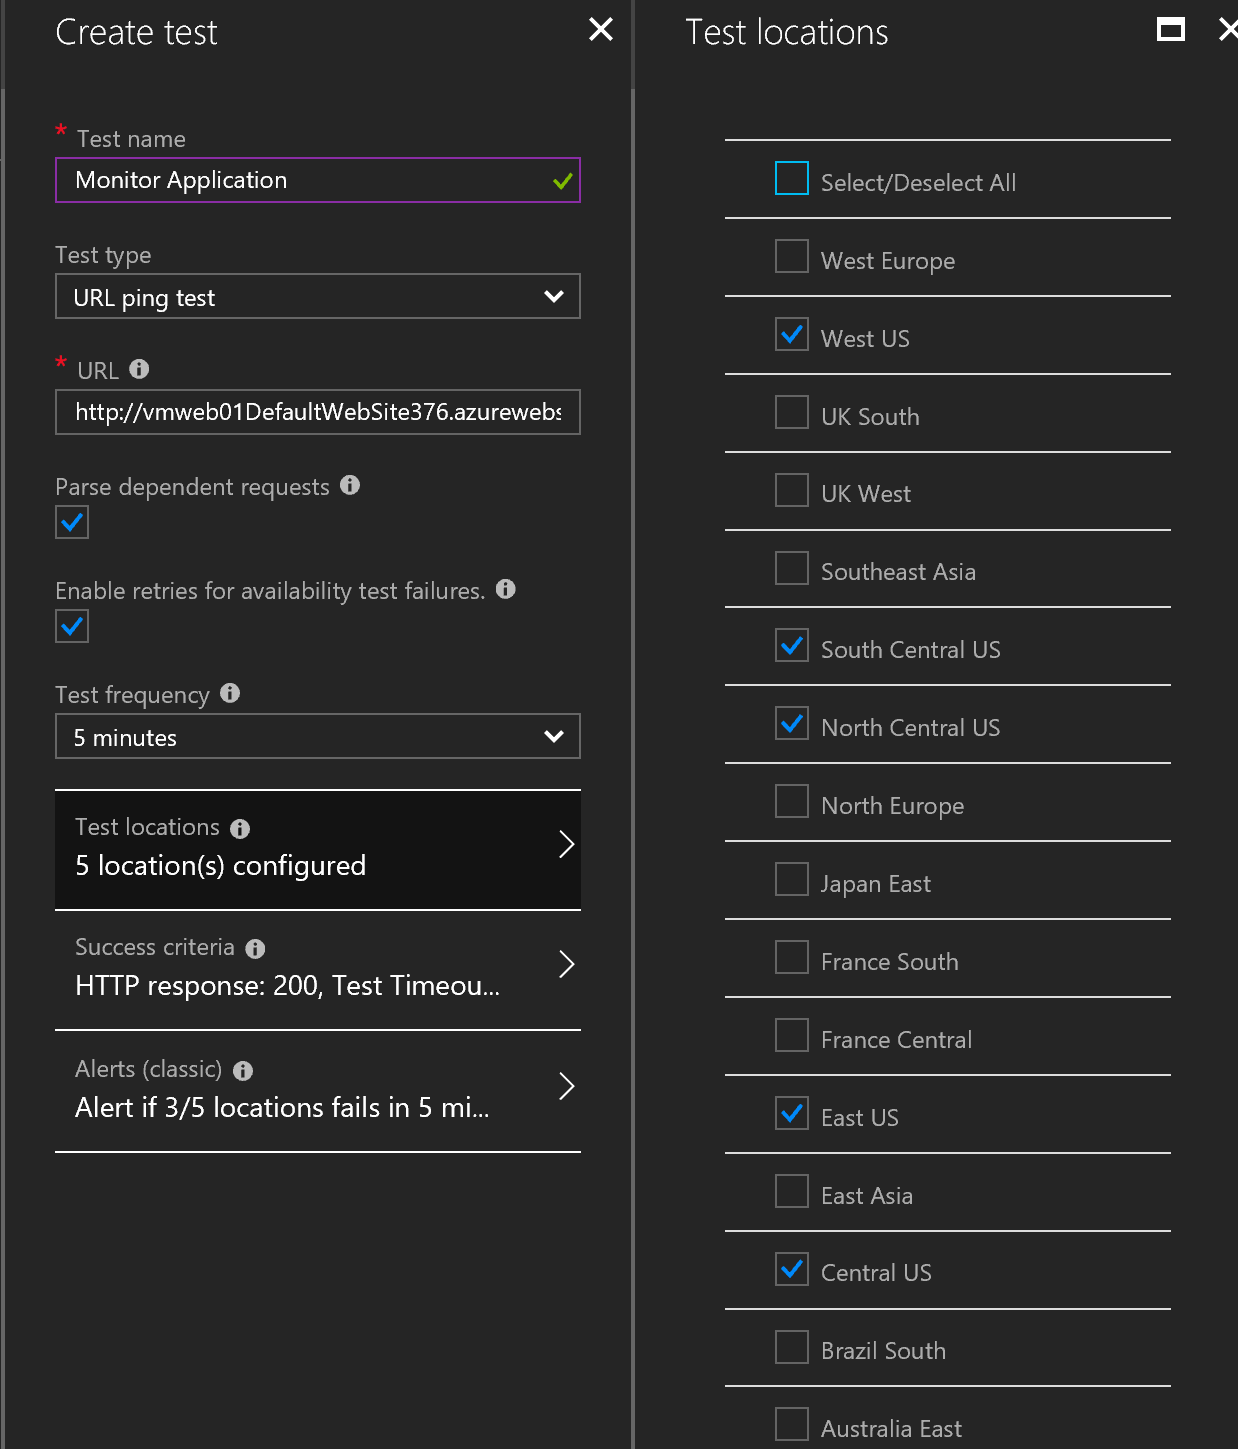 Create test
* Test name
Monitor Application
Test type
URL ping test
* URL
http://vmweb01DefaultWebSite376.azurewebs
Parse dependent requests
Enable retries for availability test failures.
Test frequency
5 minutes
Test locations
5 location(s) configured
Success criteria
HTTP response: 200, Test Timeou...
Alerts (classic)
Alert if 3/5 locations fails in 5 mi...
Test locations
Select/Deselect All
West Europe
West US
UK South
UK West
Southeast Asia
South Central US
North Central US
North Europe
Japan East
France South
France Central
East US
East Asia
Central US
Brazil South
Australia East